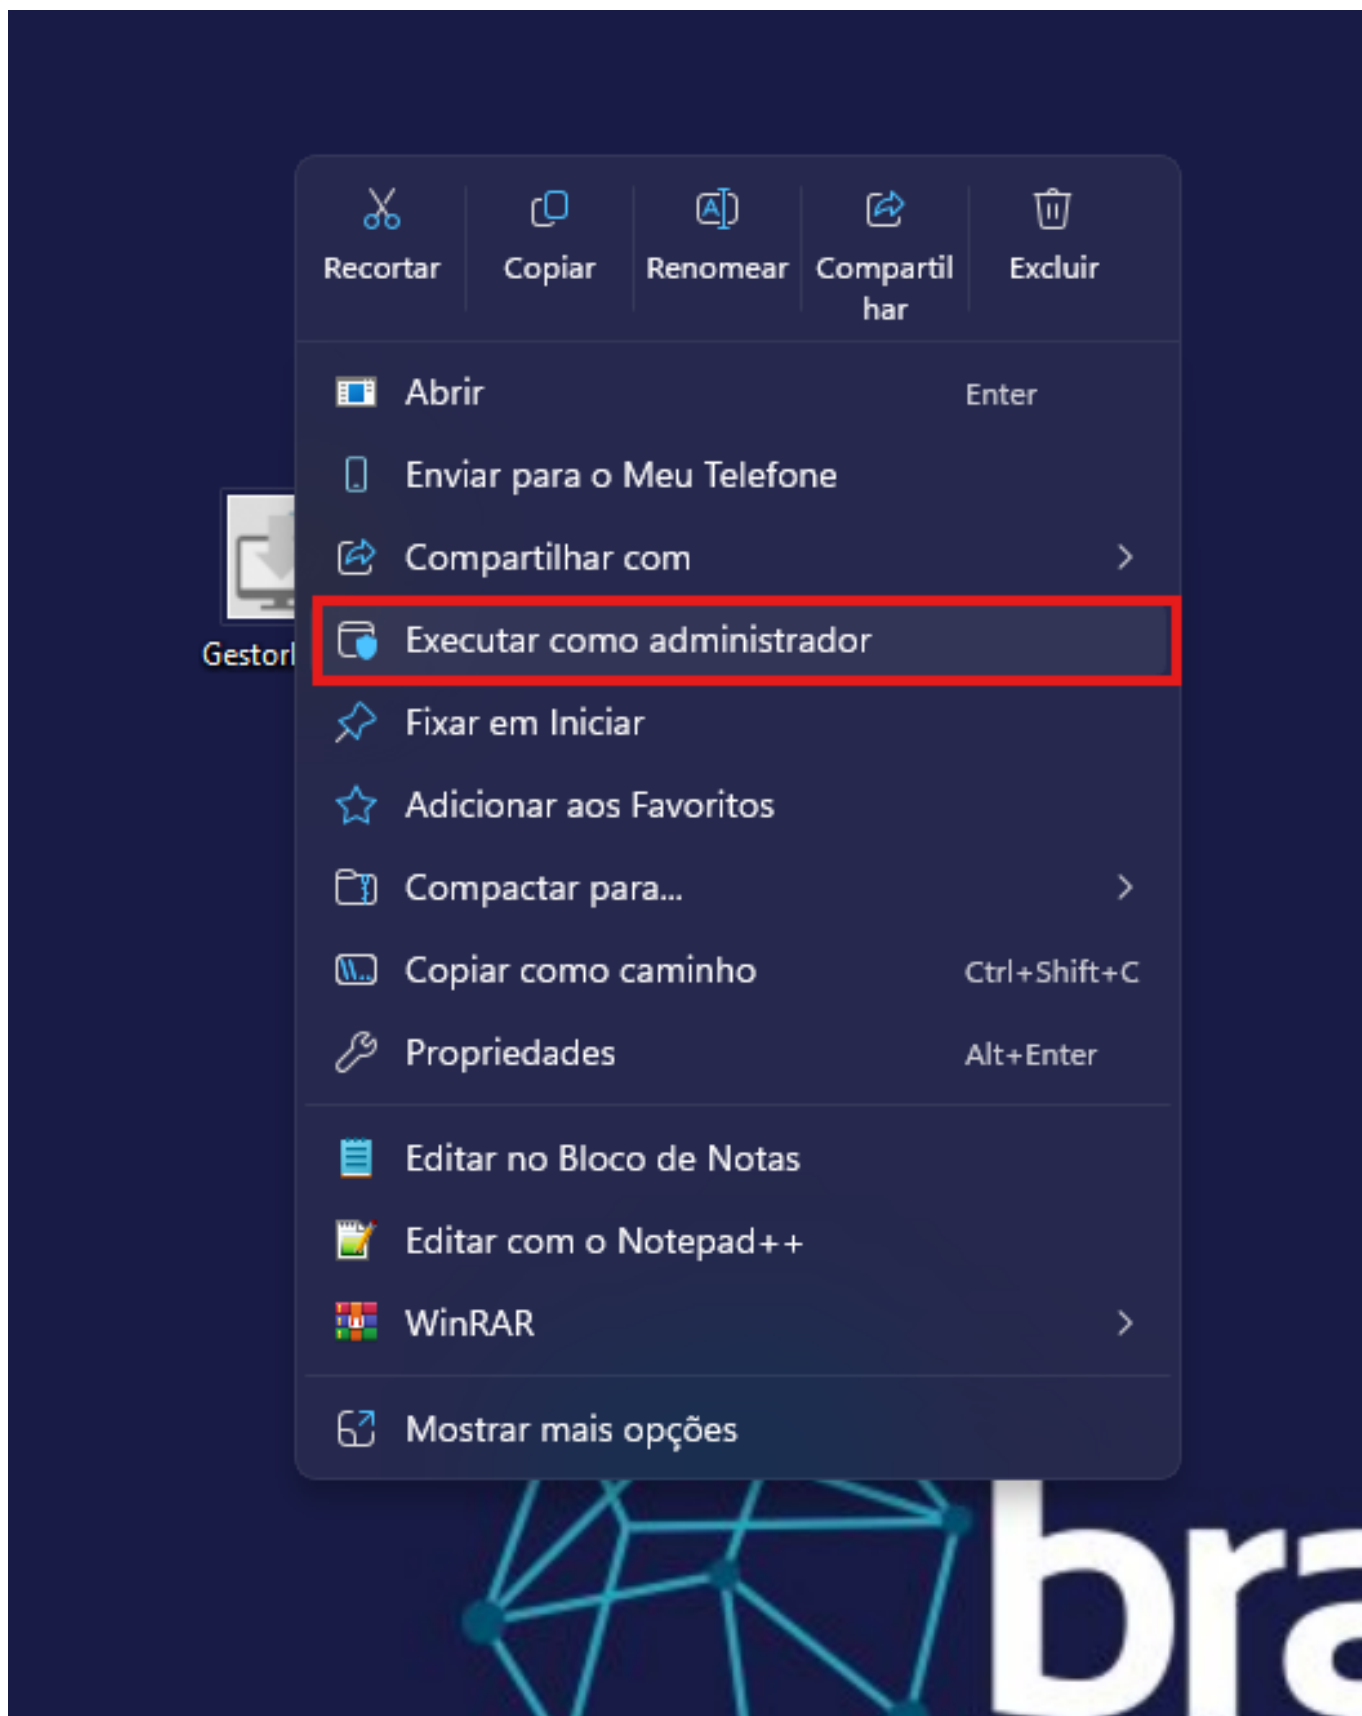 Recortar
Copiar
Renomear
Compartil
har
Excluir
Abrir Enter
Enviar para o Meu Telefone
Compartilhar com
Executar como administrador
Fixar em Iniciar
Adicionar aos Favoritos
Compactar para...
Copiar como caminho Ctrl+Shift+C
Propriedades Alt+Enter
Editar no Bloco de Notas
Editar com o Notepad++
WinRAR
Mostrar mais opções
Gestor
bra